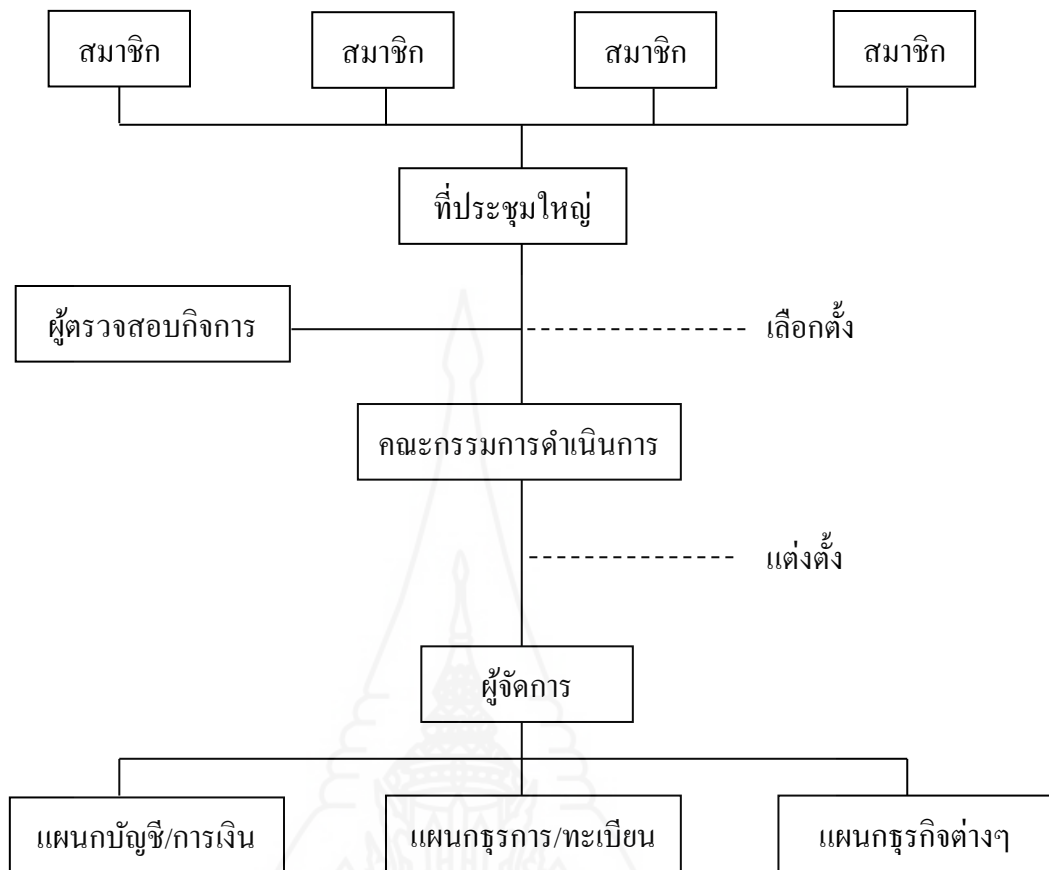 สมาชิก
สมาชิก
สมาชิก
สมาชิก
ที่ประชุมใหญ่
ผู้ตรวจสอบกิจการ
เลือกตั้ง
คณะกรรมการดำเนินการ
แต่งตั้ง
ผู้จัดการ
แผนกบัญชี/การเงิน
แผนกธุรการ/ทะเบียน
แผนกธุรกิจต่างๆ